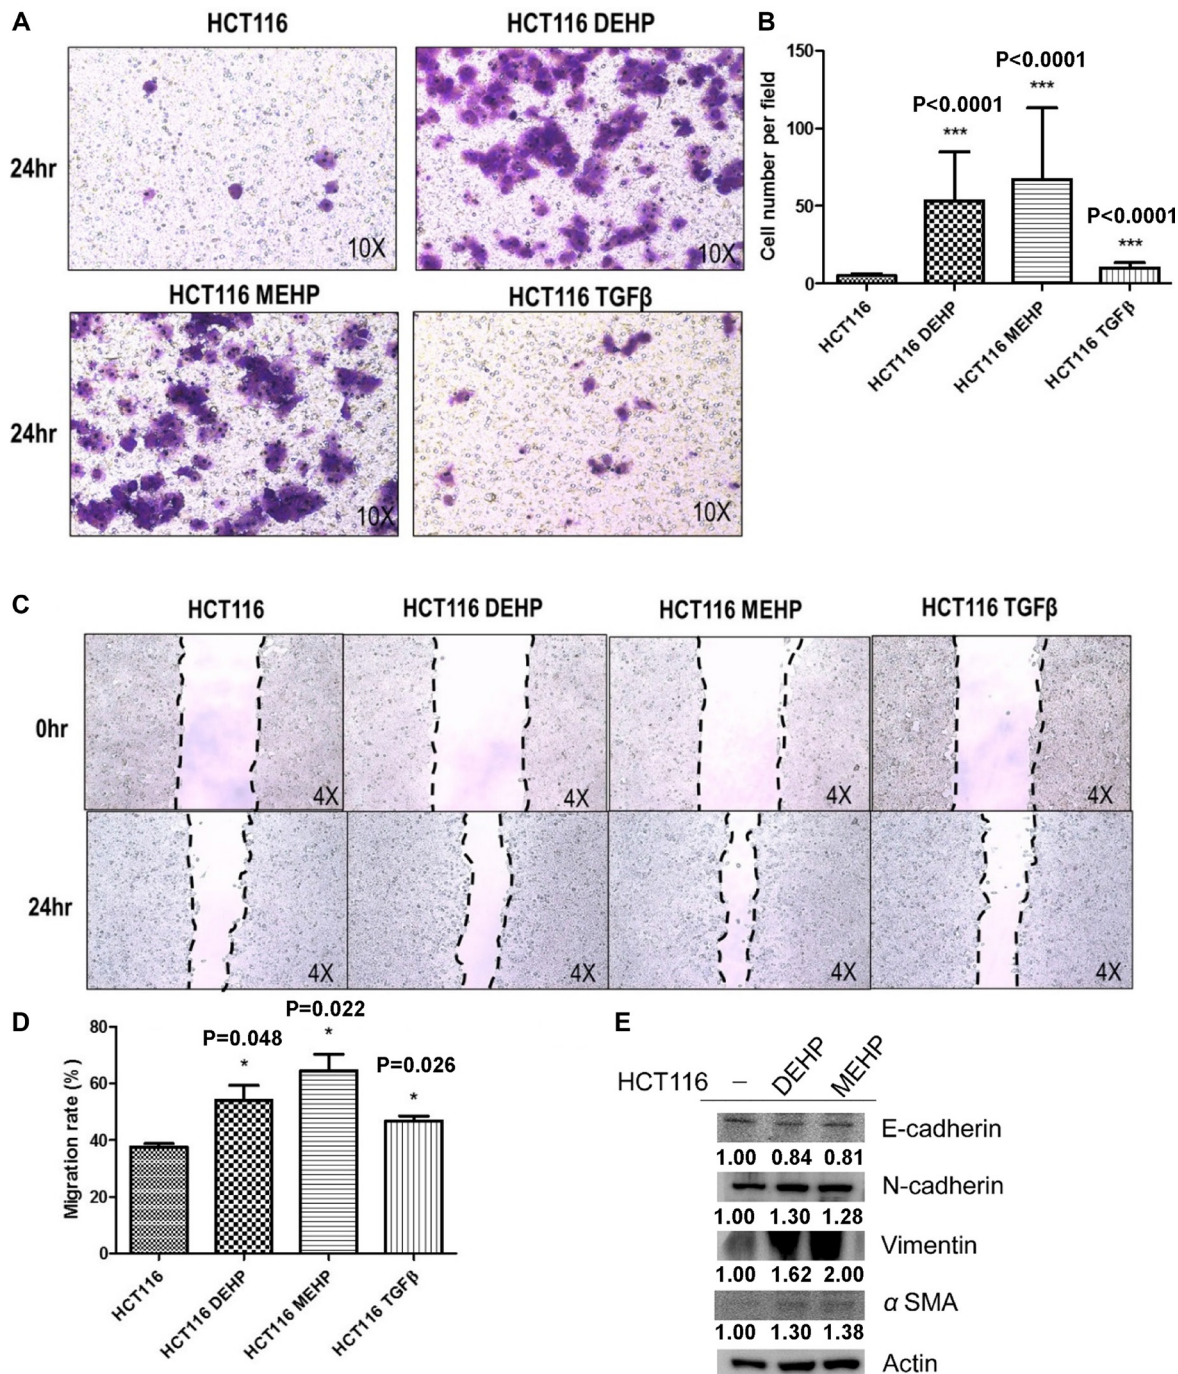 A
HCT116
HCT116 DEHP
24hr
10X
10X
HCT116 MEHP
HCT116 TGFβ
24hr
10X
10X
B
Cell number per field
150
100
50
0
P<0.0001
***
P<0.0001
***
P<0.0001
***
HCT116
HCT116 DEHP
HCT116 MEHP
HCT116 TGFβ
C
HCT116
HCT116 DEHP
HCT116 MEHP
HCT116 TGFβ
0hr
4X
4X
4X
4X
24hr
4X
4X
4X
4X
D
Migration rate (%)
80
60
40
20
0
P=0.048
*
P=0.022
*
P=0.026
*
HCT116
HCT116 DEHP
HCT116 MEHP
HCT116 TGFβ
E
HCT116 – DEHP MEHP
E-cadherin
1.00 0.84 0.81
N-cadherin
1.00 1.30 1.28
Vimentin
1.00 1.62 2.00
α SMA
1.00 1.30 1.38
Actin